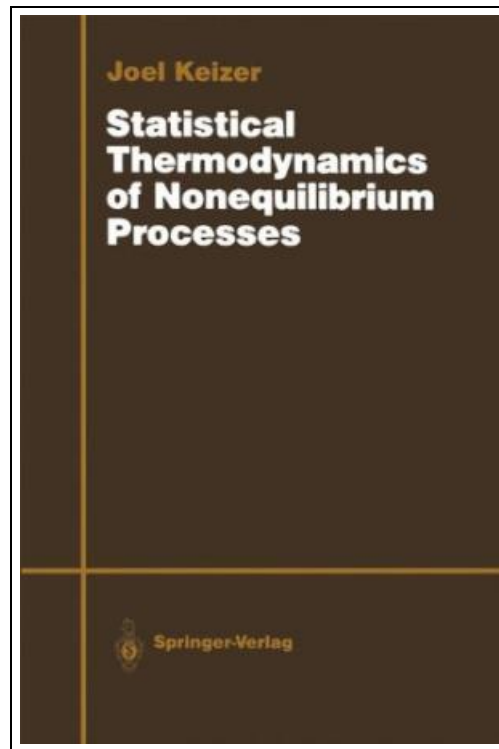 Joel Keizer
Statistical
Thermodynamics
of Nonequilibrium
Processes
Springer-Verlag